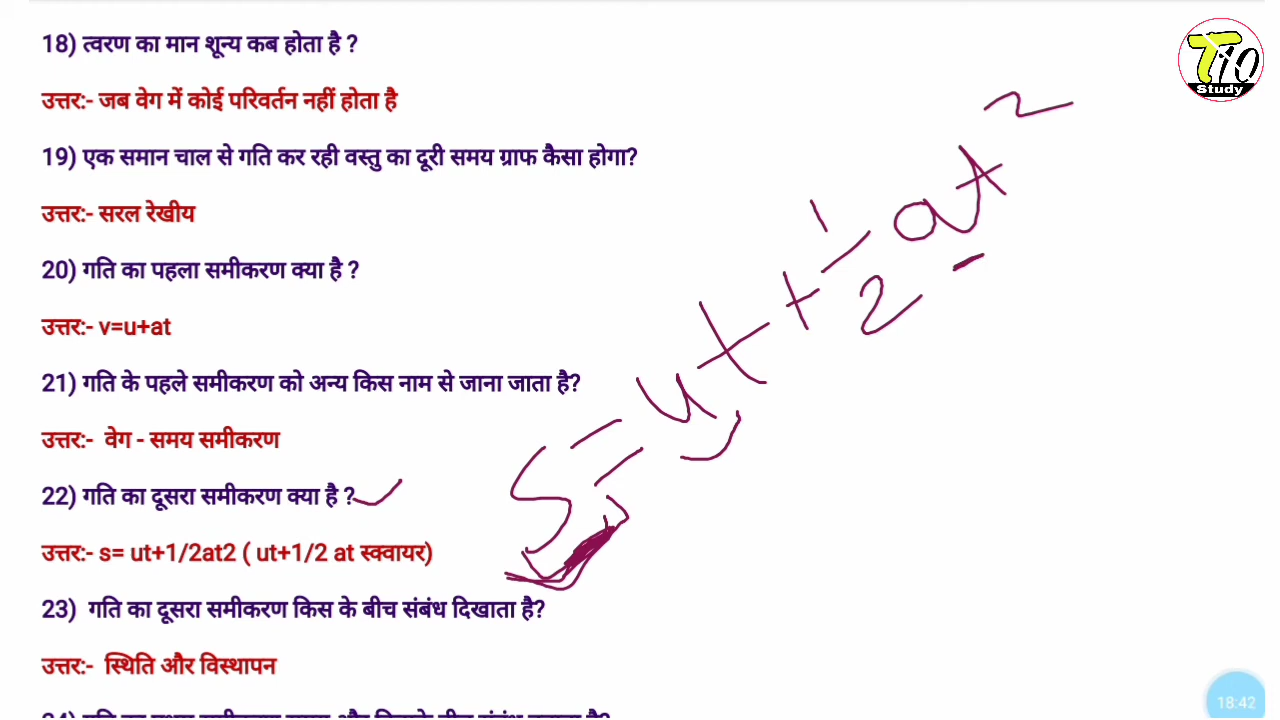 18) त्वरण का मान शून्य कब होता है ?
उत्तर:- जब वेग में कोई परिवर्तन नहीं होता है
19) एक समान चाल से गति कर रही वस्तु का दूरी समय ग्राफ कैसा होगा?
उत्तर:- सरल रेखीय
20) गति का पहला समीकरण क्या है ?
उत्तर:- v=u+at
21) गति के पहले समीकरण को अन्य किस नाम से जाना जाता है?
उत्तर:-  वेग - समय समीकरण
22) गति का दूसरा समीकरण क्या है ?
उत्तर:- s= ut+1/2at2 ( ut+1/2 at स्क्वायर)
23)  गति का दूसरा समीकरण किस के बीच संबंध दिखाता है?
उत्तर:-  स्थिति और विस्थापन
S=ut+1/2 at2
T10
Study
18:42